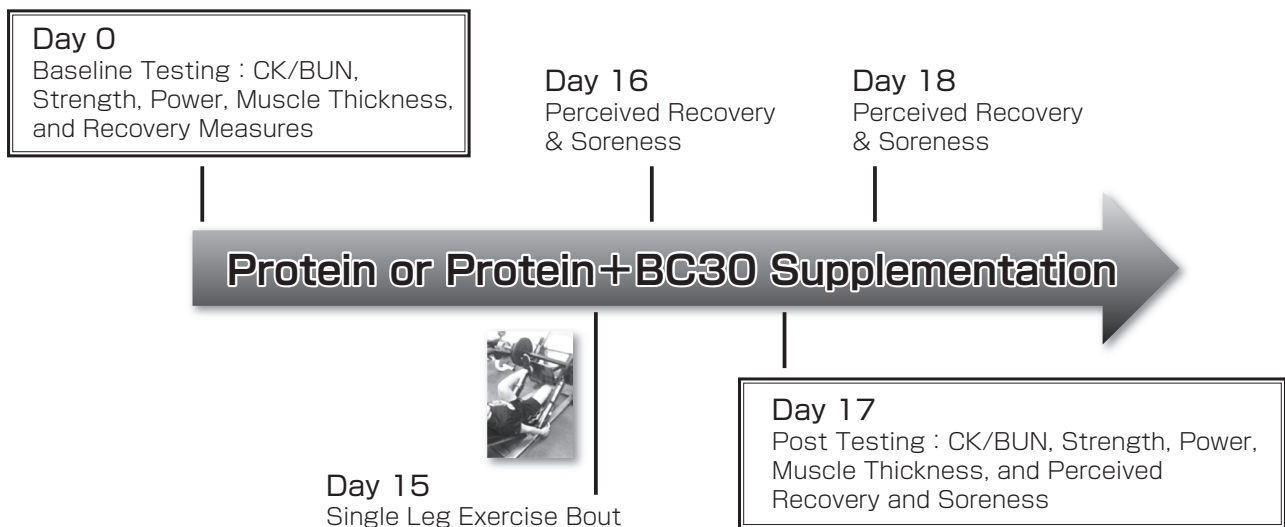 Day 0
Baseline Testing : CK/BUN,
Strength, Power, Muscle Thickness,
and Recovery Measures
Day 16
Perceived Recovery
& Soreness
Day 18
Perceived Recovery
& Soreness
Protein or Protein+BC30 Supplementation
Day 15
Single Leg Exercise Bout
Day 17
Post Testing : CK/BUN, Strength, Power,
Muscle Thickness, and Perceived
Recovery and Soreness